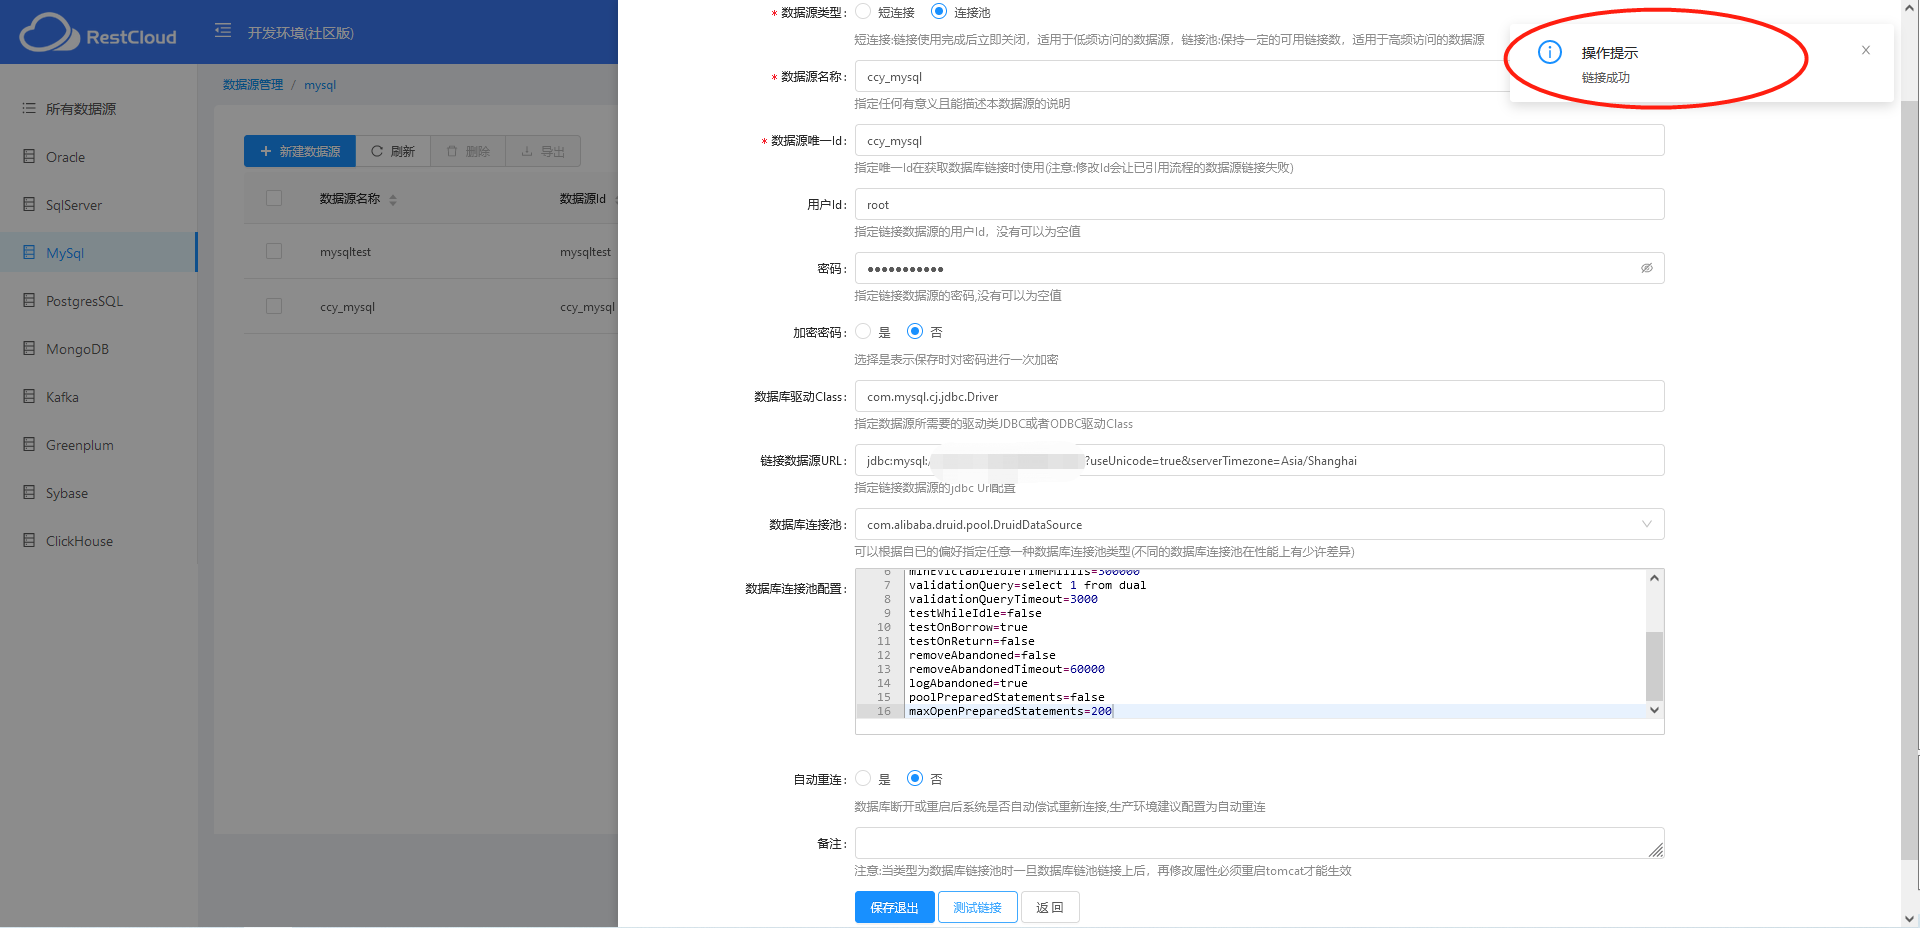 RestCloud
开发环境(社区版)
数据源管理 / mysql
所有数据源
Oracle
SqlServer
MySql
PostgresSQL
MongoDB
Kafka
Greenplum
Sybase
ClickHouse
新建数据源 刷新 删除 导出
数据源名称 数据源Id
mysqltest mysqltest
ccy_mysql ccy_mysql
* 数据源类型: 短连接 连接池
短连接:链接使用完成后立即关闭，适用于低频访问的数据源，链接池:保持一定的可用链接数，适用于高频访问的数据源
* 数据源名称: ccy_mysql
指定任何有意义且能描述本数据源的说明
* 数据源唯一Id: ccy_mysql
指定唯一Id在获取数据库链接时使用(注意:修改Id会让已引用流程的数据源链接失败)
用户Id: root
指定链接数据源的用户Id，没有可以为空值
密码: •••••••••••
指定链接数据源的密码,没有可以为空值
加密密码: 是 否
选择是表示保存时对密码进行一次加密
数据库驱动Class: com.mysql.cj.jdbc.Driver
指定数据源所需要的驱动类JDBC或者ODBC驱动Class
链接数据源URL: jdbc:mysql:/ ?useUnicode=true&serverTimezone=Asia/Shanghai
指定链接数据源的jdbc Url配置
数据库连接池: com.alibaba.druid.pool.DruidDataSource
可以根据自已的偏好指定任意一种数据库连接池类型(不同的数据库连接池在性能上有少许差异)
数据库连接池配置:
6 minEvictableIdleTimeMillis=300000
7 validationQuery=select 1 from dual
8 validationQueryTimeout=3000
9 testWhileIdle=false
10 testOnBorrow=true
11 testOnReturn=false
12 removeAbandoned=false
13 removeAbandonedTimeout=60000
14 logAbandoned=true
15 poolPreparedStatements=false
16 maxOpenPreparedStatements=200
自动重连: 是 否
数据库断开或重启后系统是否自动偿试重新连接,生产环境建议配置为自动重连
备注:
注意:当类型为数据库链接池时一旦数据库链池链接上后，再修改属性必须重启tomcat才能生效
保存退出 测试链接 返 回
操作提示
链接成功